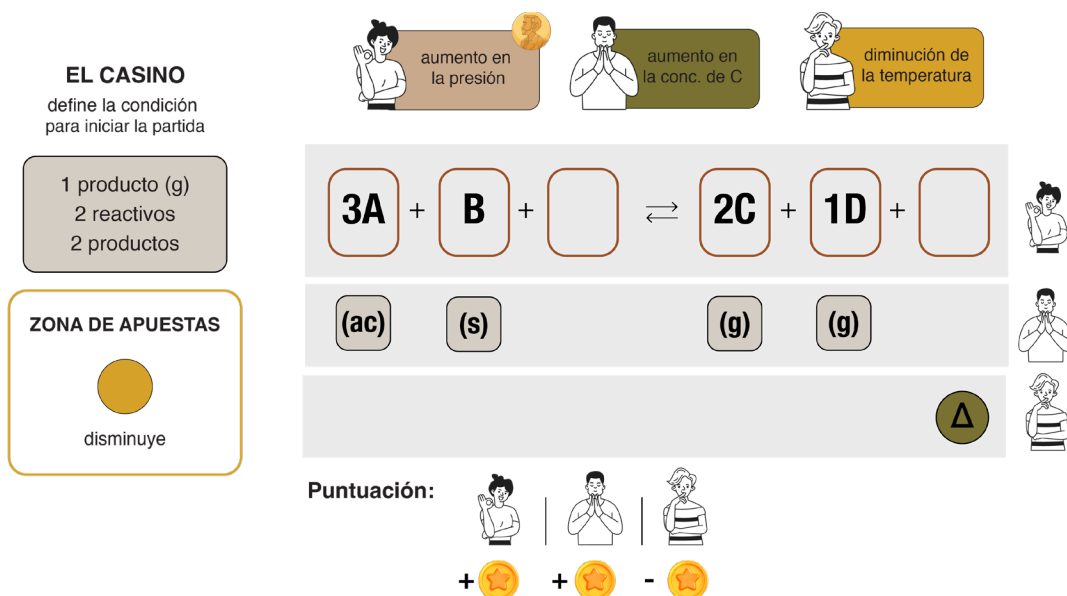 EL CASINO
define la condición
para iniciar la partida
1 producto (g)
2 reactivos
2 productos
ZONA DE APUESTAS
disminuye
aumento en
la presión
aumento en
la conc. de C
diminución de
la temperatura
3A + B + ⇌ 2C + 1D +
(ac) (s) (g) (g)
Δ
Puntuación:
+ + -